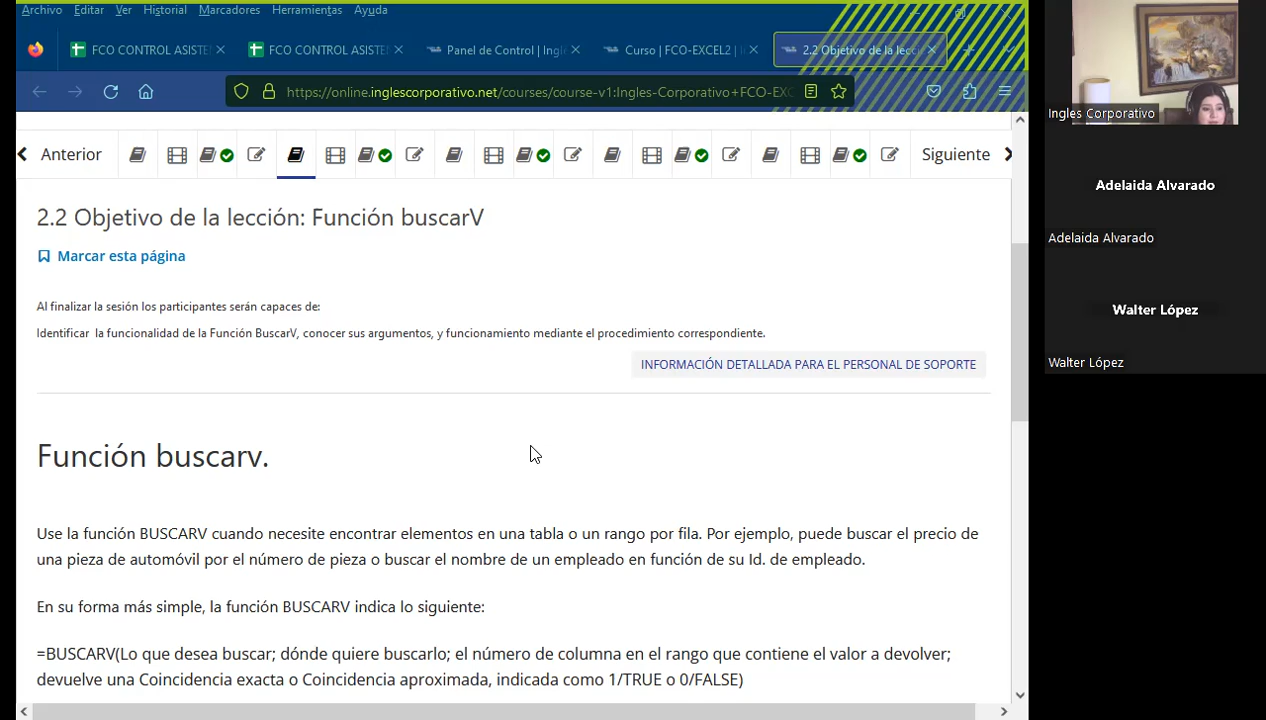 Archivo Editar Ver Historial Marcadores Herramientas Ayuda
FCO CONTROL ASISTE FCO CONTROL ASISTE Panel de Control | Ingl Curso | FCO-EXCEL2 | 2.2 Objetivo de la lecci
https://online.inglescorporativo.net/courses/course-v1:Ingles-Corporativo+FCO-EXC
Anterior Siguiente
2.2 Objetivo de la lección: Función buscarV
Marcar esta página
Al finalizar la sesión los participantes serán capaces de:
Identificar la funcionalidad de la Función BuscarV, conocer sus argumentos, y funcionamiento mediante el procedimiento correspondiente.
INFORMACIÓN DETALLADA PARA EL PERSONAL DE SOPORTE
Función buscarv.
Use la función BUSCARV cuando necesite encontrar elementos en una tabla o un rango por fila. Por ejemplo, puede buscar el precio de
una pieza de automóvil por el número de pieza o buscar el nombre de un empleado en función de su Id. de empleado.
En su forma más simple, la función BUSCARV indica lo siguiente:
=BUSCARV(Lo que desea buscar; dónde quiere buscarlo; el número de columna en el rango que contiene el valor a devolver;
devuelve una Coincidencia exacta o Coincidencia aproximada, indicada como 1/TRUE o 0/FALSE)
Ingles Corporativo
Adelaida Alvarado
Adelaida Alvarado
Walter López
Walter López